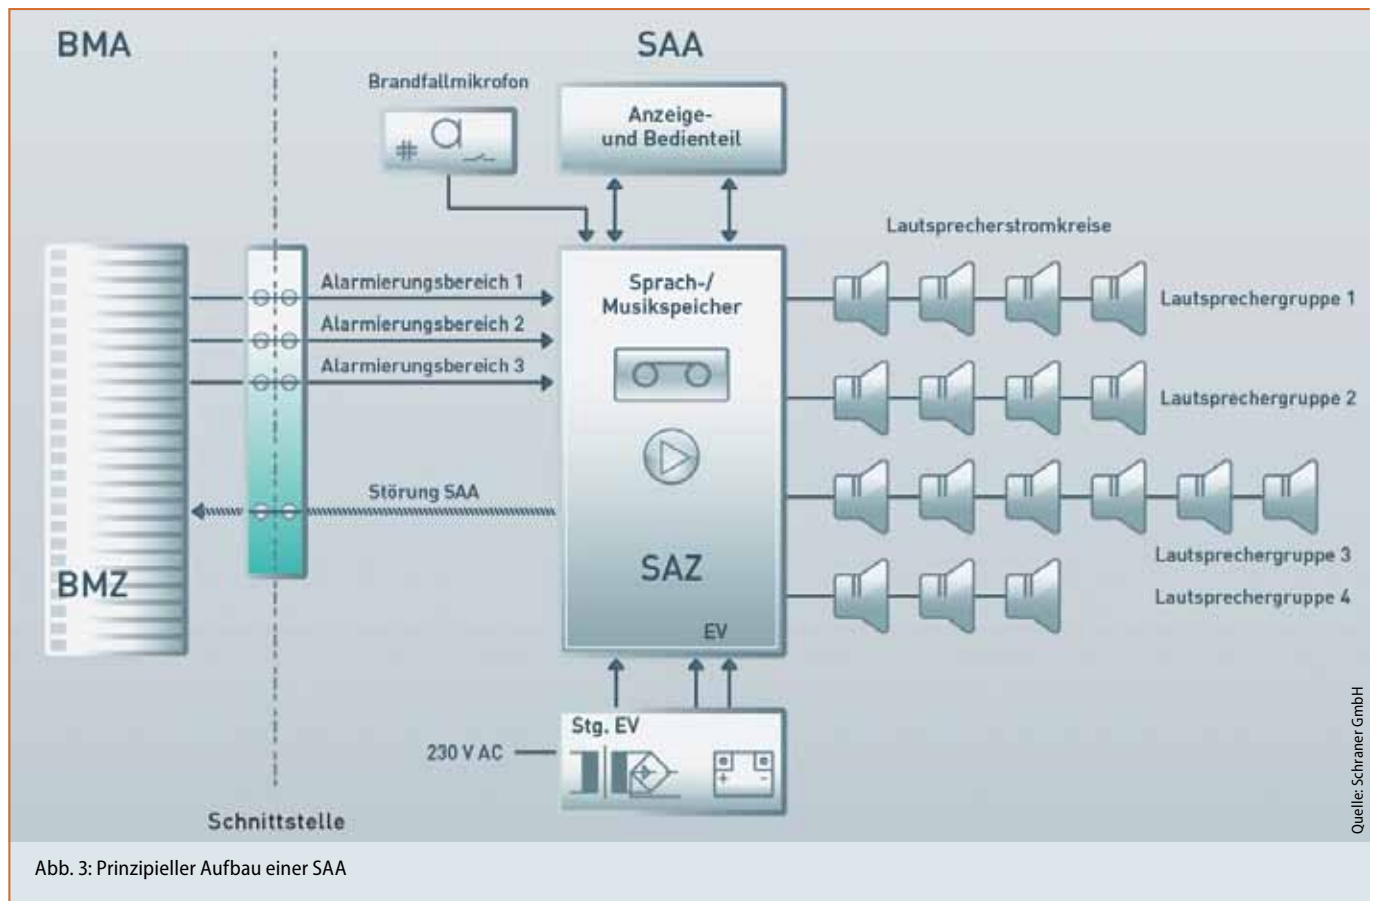 BMA
SAA
Brandfallmikrofon
Anzeige-
und Bedienteil
Lautsprecherstromkreise
Alarmierungsbereich 1
Alarmierungsbereich 2
Alarmierungsbereich 3
Sprach-/
Musikspeicher
Lautsprechergruppe 1
Lautsprechergruppe 2
Störung SAA
Lautsprechergruppe 3
Lautsprechergruppe 4
BMZ
SAZ
EV
Stg. EV
230 V AC
+ -
Schnittstelle
Quelle: Schraner GmbH
Abb. 3: Prinzipieller Aufbau einer SAA